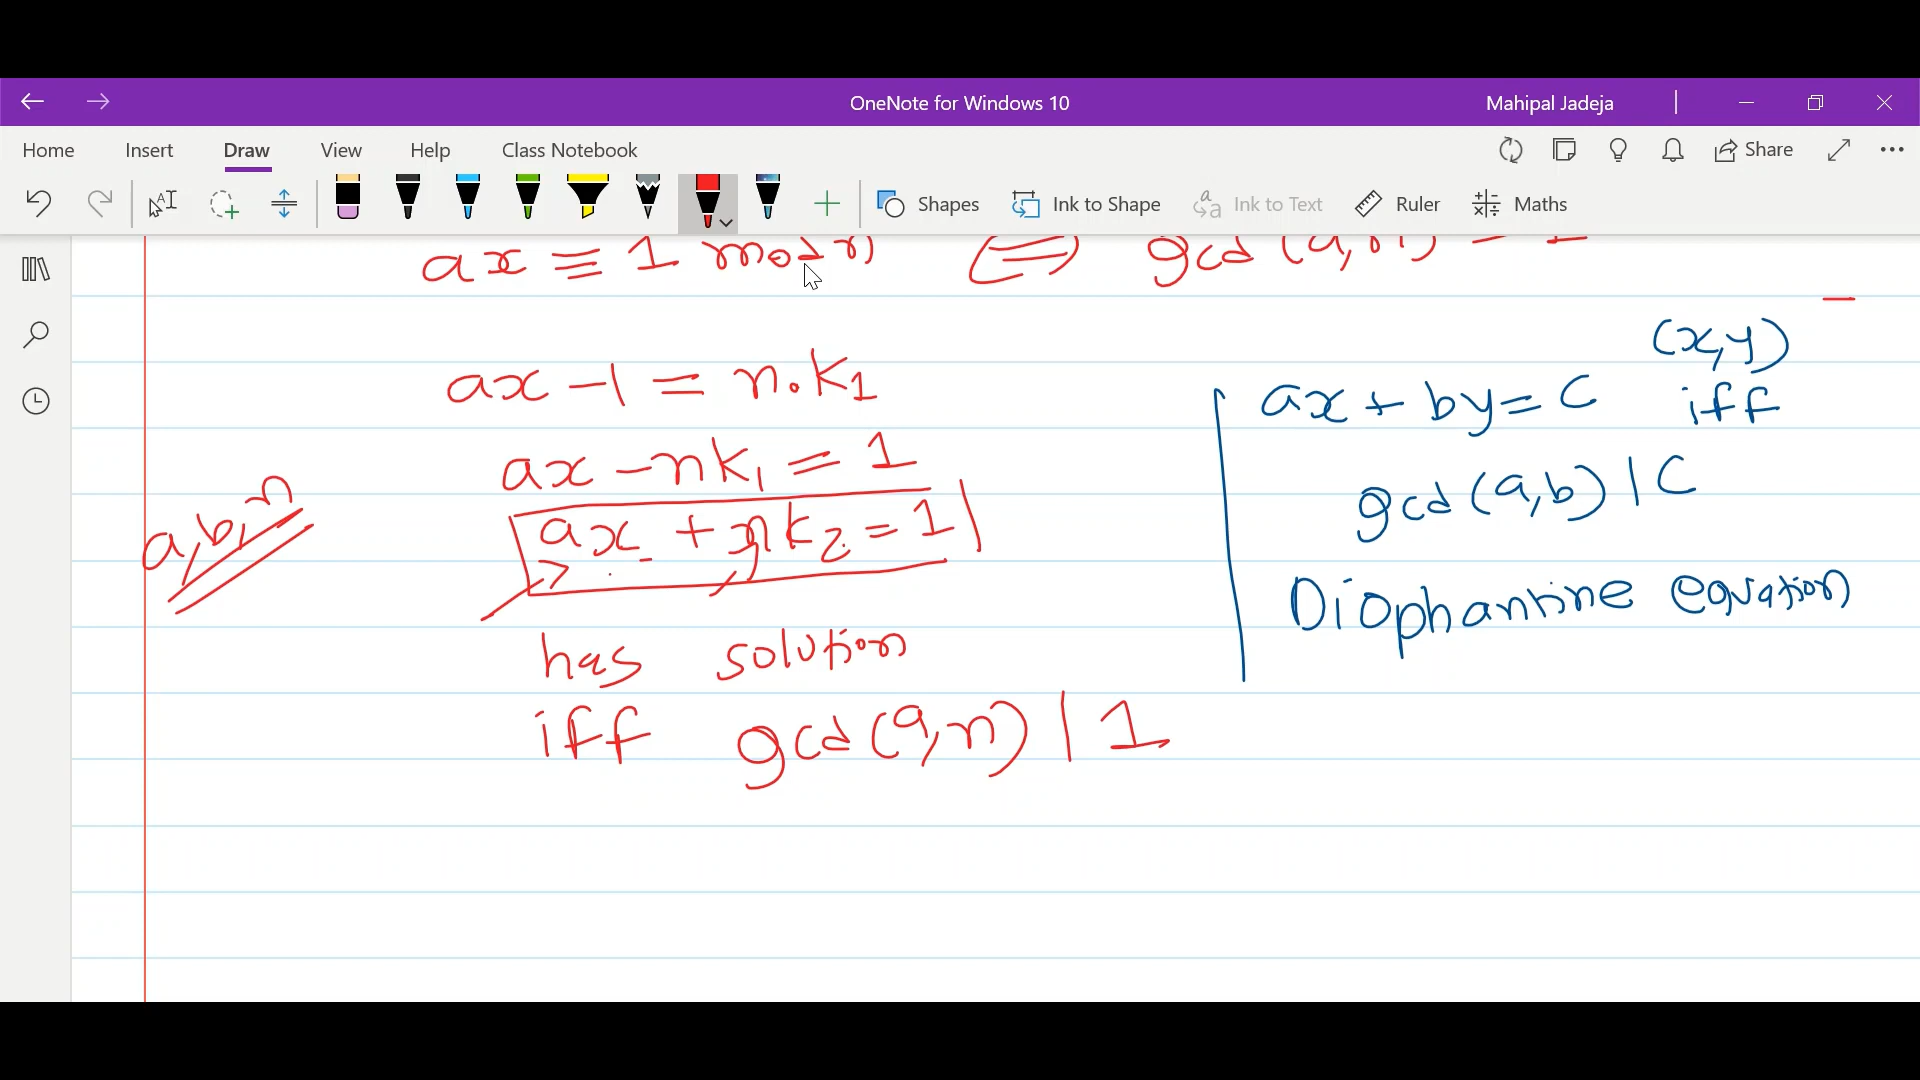 OneNote for Windows 10
Mahipal Jadeja
Home Insert Draw View Help Class Notebook
Share
Shapes Ink to Shape Ink to Text Ruler Maths
ax ≡ 1 mod n ⟺ gcd(a,n) = 1
(x,y)
ax - 1 = n.k₁
ax + by = C iff
ax - nk₁ = 1
gcd(a,b) | C
a,b,n
ax + nk₂ = 1
Diophantine equation
has solution
iff gcd(a,n) | 1